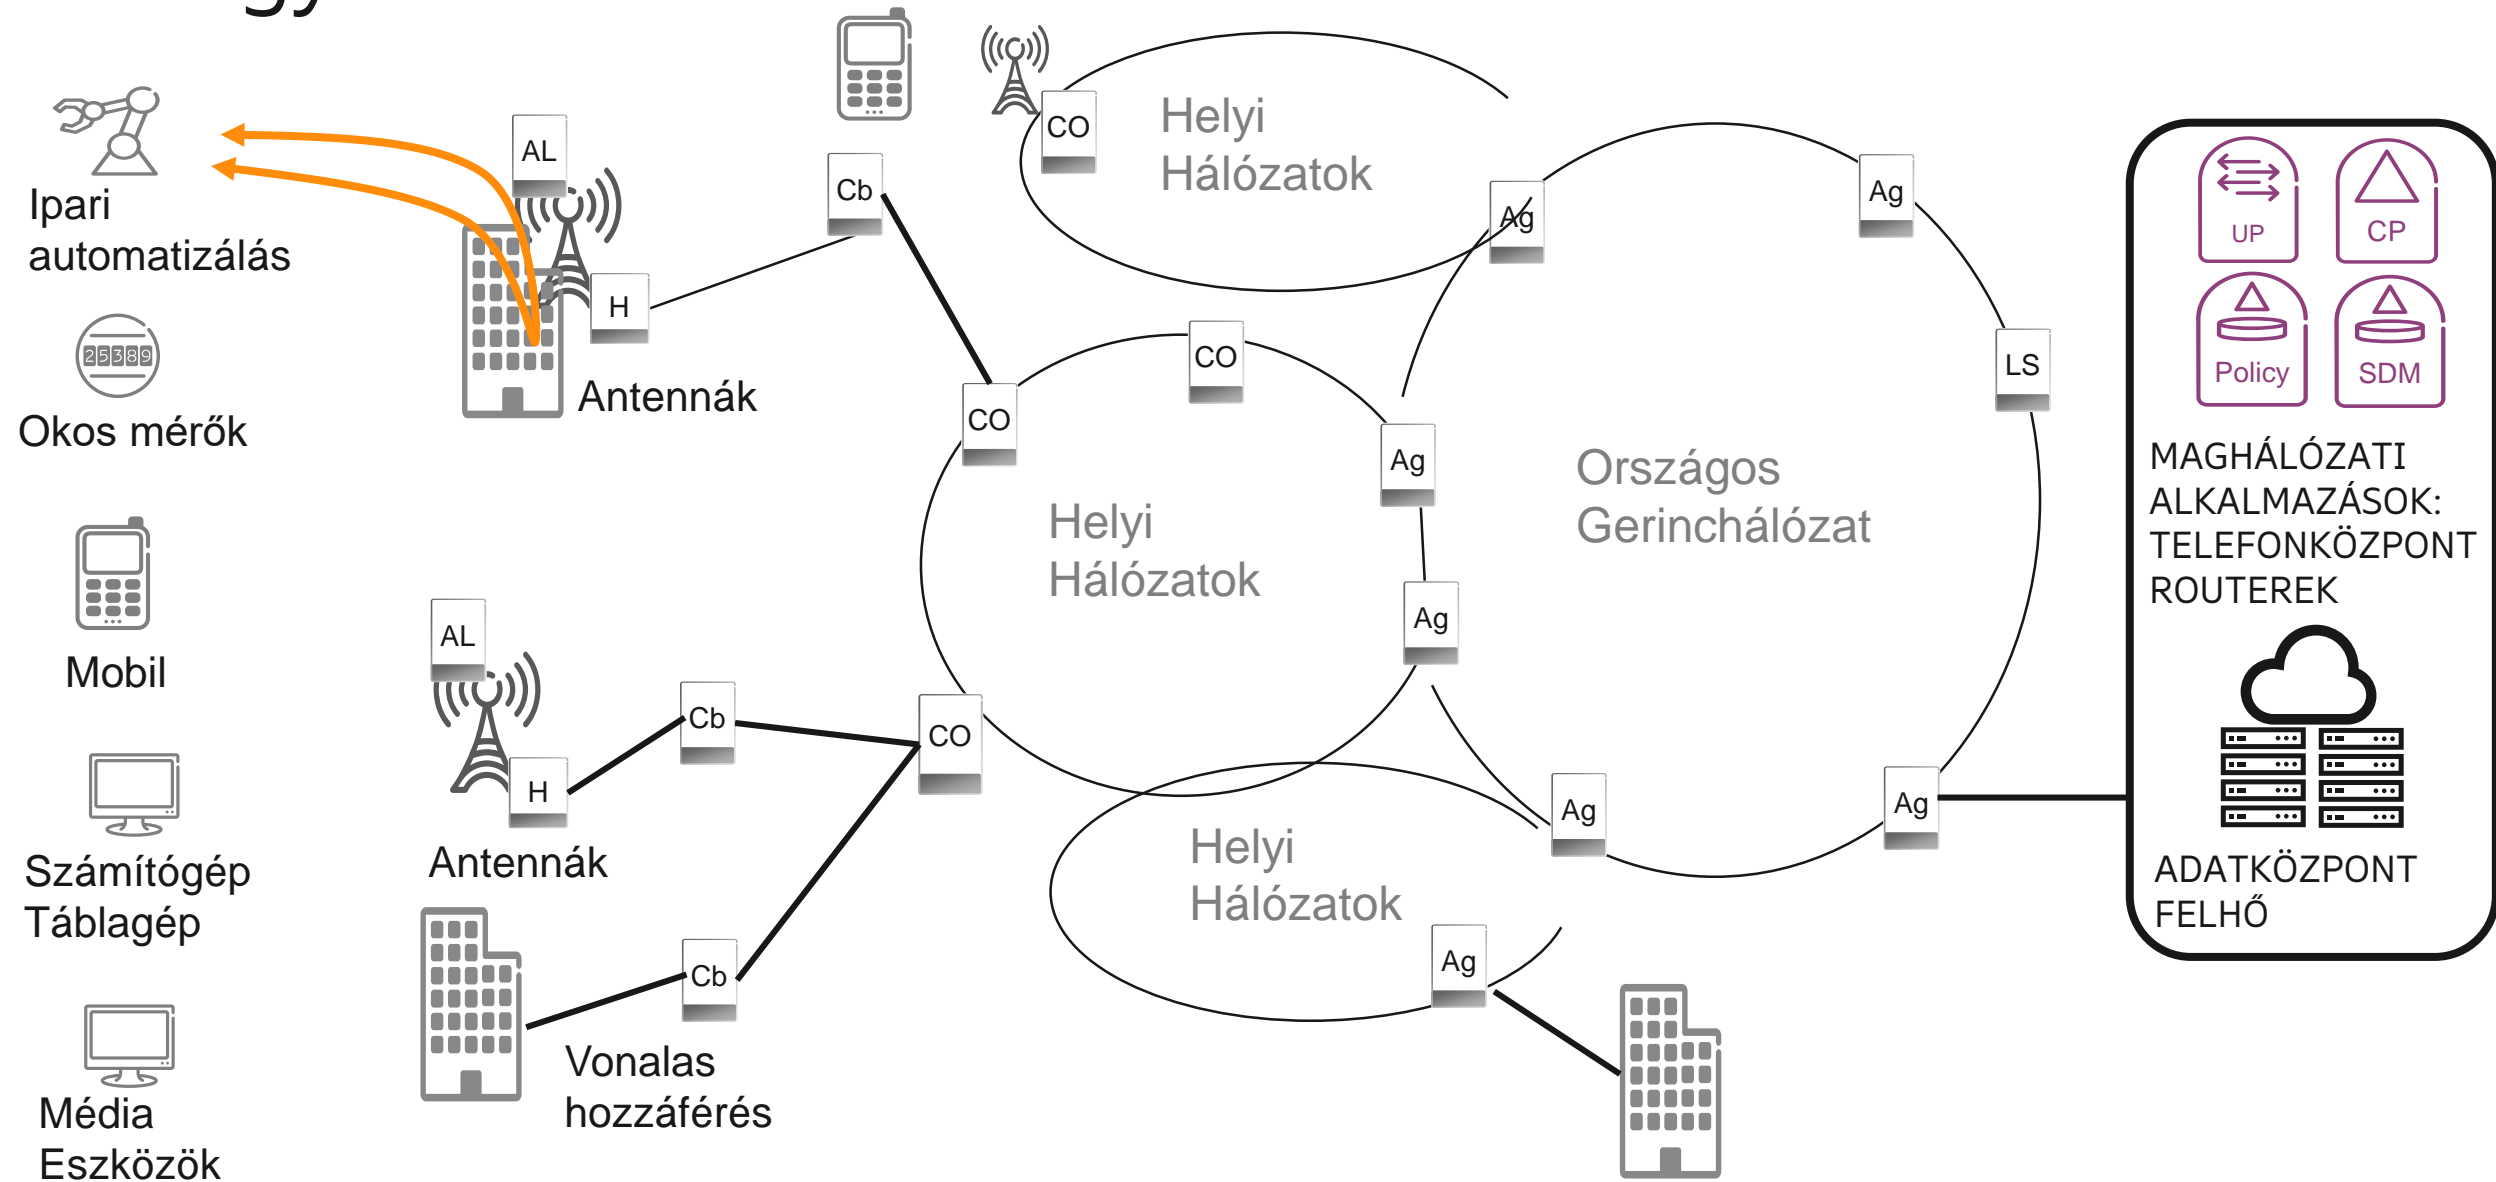 gy
Ipari
automatizálás
25389
Okos mérők
Mobil
Számítógép
Táblagép
Média
Eszközök
AL
H
Antennák
Cb
CO
Helyi
Hálózatok
Ag
Ag
LS
CO
CO
Ag
Helyi
Hálózatok
Országos
Gerinchálózat
Ag
AL
Cb
H
CO
Antennák
Cb
Vonalas
hozzáférés
Ag
Ag
Helyi
Hálózatok
Ag
UP
CP
Policy
SDM
MAGHÁLÓZATI
ALKALMAZÁSOK:
TELEFONKÖZPONT
ROUTEREK
ADATKÖZPONT
FELHŐ